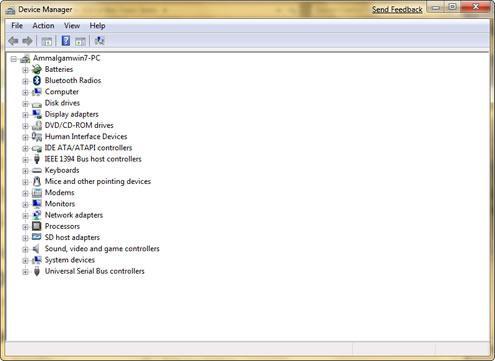 Device Manager
Send Feedback
File Action View Help
Ammalgamwin7-PC
Batteries
Bluetooth Radios
Computer
Disk drives
Display adapters
DVD/CD-ROM drives
Human Interface Devices
IDE ATA/ATAPI controllers
IEEE 1394 Bus host controllers
Keyboards
Mice and other pointing devices
Modems
Monitors
Network adapters
Processors
SD host adapters
Sound, video and game controllers
System devices
Universal Serial Bus controllers